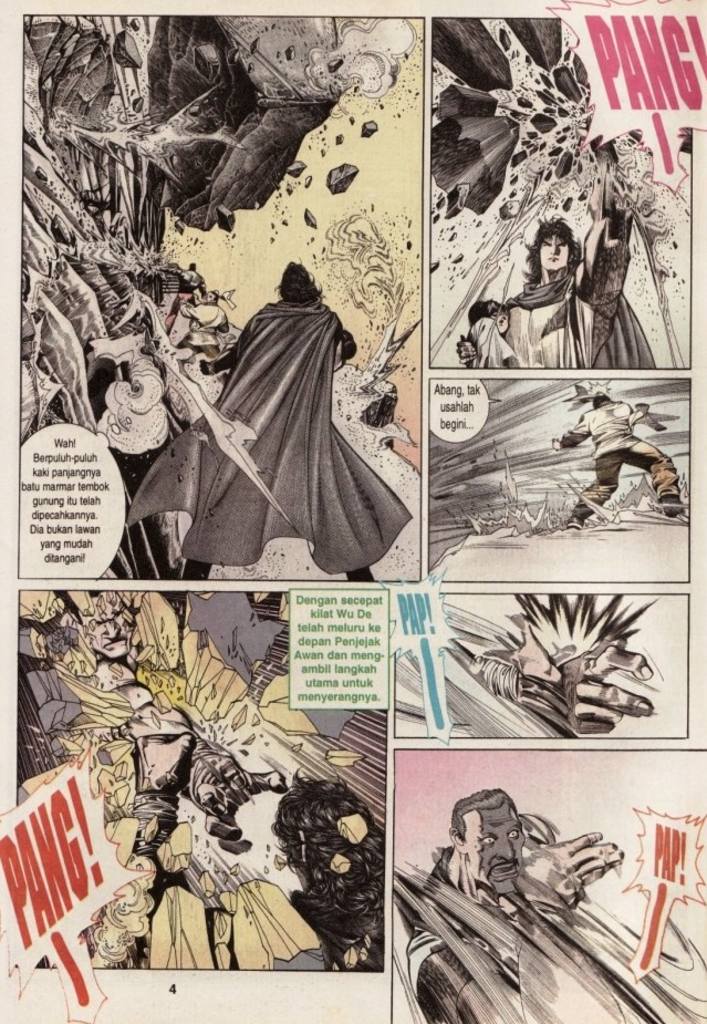 PANG!
Wah!
Berpuluh-puluh
kaki panjangnya
batu marmar tembok
gunung itu telah
dipecahkannya.
Dia bukan lawan
yang mudah
ditangani!
Abang, tak
usahlah
begini...
Dengan secepat
kilat Wu De
telah meluru ke
depan Penjejak
Awan dan meng-
ambil langkah
utama untuk
menyerangnya.
PAP!
PANG!
PAP!
4